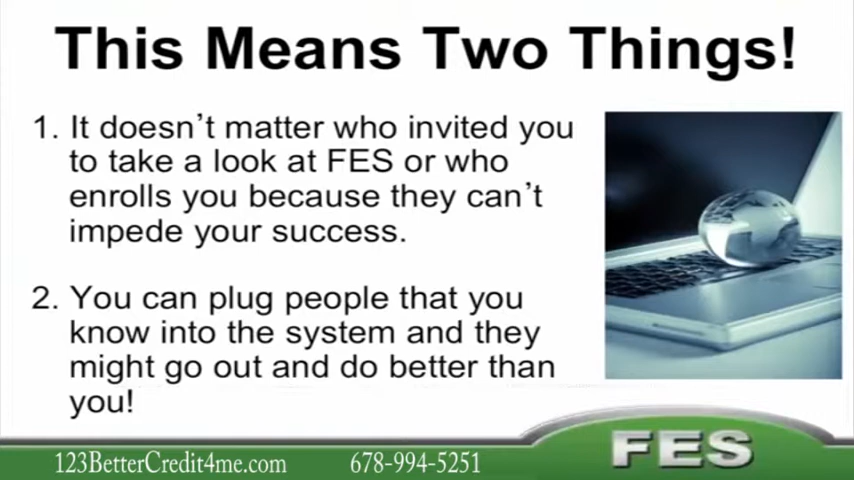 This Means Two Things!
1. It doesn't matter who invited you
to take a look at FES or who
enrolls you because they can't
impede your success.
2. You can plug people that you
know into the system and they
might go out and do better than
you!
FES
123BetterCredit4me.com 678-994-5251